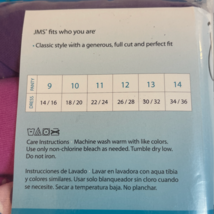 JMS® fits who you are
- Classic style with a generous, full cut and perfect fit
PANTY 9 10 11 12 13 14
DRESS 14 / 16 18 / 20 22 / 24 26 / 28 30 / 32 34 / 36
Care Instructions Machine wash warm with like colors.
Use only non-chlorine bleach as needed. Tumble dry low.
Do not iron.
Instrucciones de Lavado Lavar en lavadora con agua tibia
y colores similares. Usar solo blanqueador sin cloro cuando
se necesite. Secar a temperatura baja. No planchar.